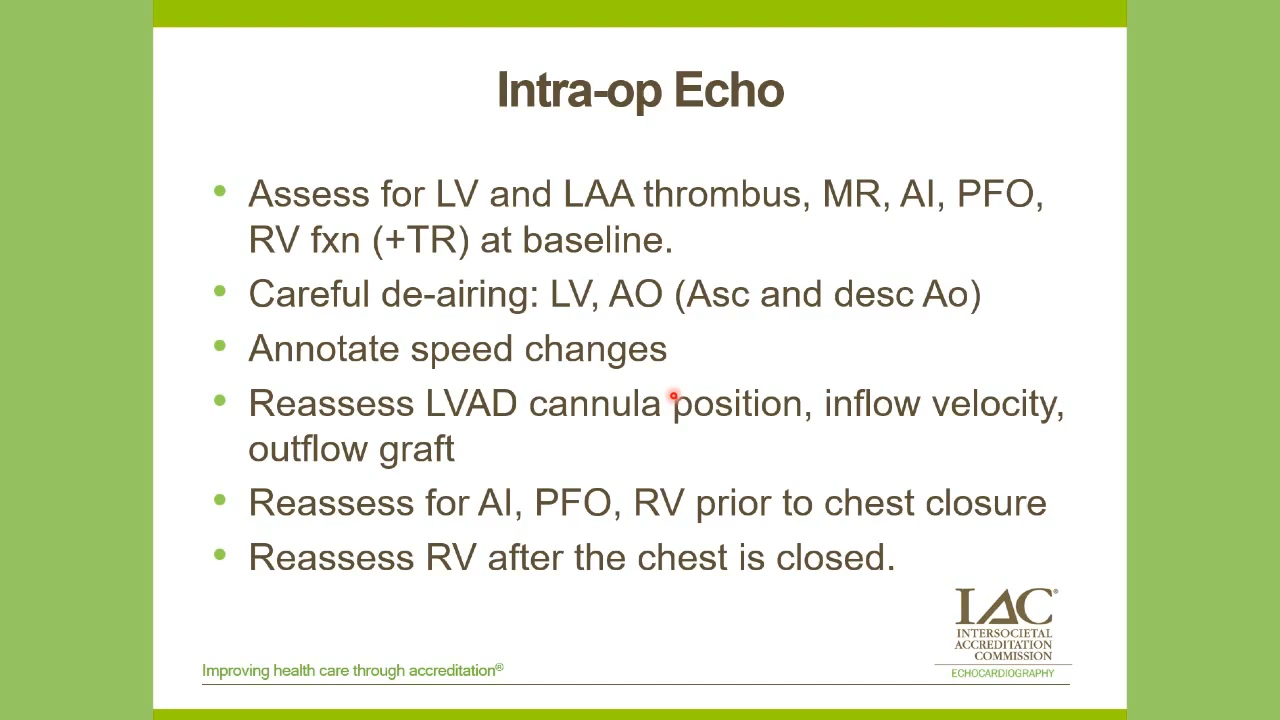 Intra-op Echo
• Assess for LV and LAA thrombus, MR, AI, PFO,
RV fxn (+TR) at baseline.
• Careful de-airing: LV, AO (Asc and desc Ao)
• Annotate speed changes
• Reassess LVAD cannula position, inflow velocity,
outflow graft
• Reassess for AI, PFO, RV prior to chest closure
• Reassess RV after the chest is closed.
IAC®
INTERSOCIETAL
ACCREDITATION
COMMISSION
ECHOCARDIOGRAPHY
Improving health care through accreditation®